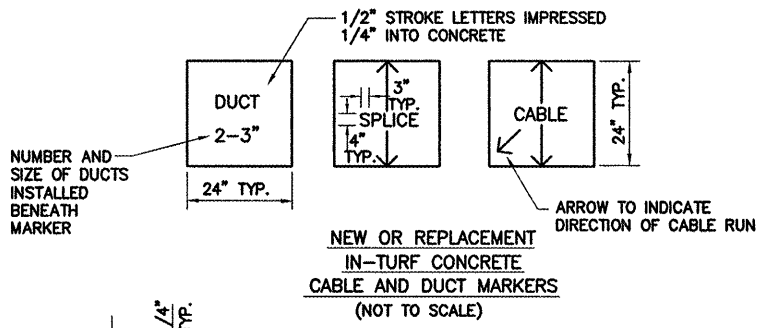 1/2" STROKE LETTERS IMPRESSED
1/4" INTO CONCRETE
DUCT
2-3"
3"
TYP.
SPLICE
4"
TYP.
CABLE
24" TYP.
NUMBER AND
SIZE OF DUCTS
INSTALLED
BENEATH
MARKER
24" TYP.
ARROW TO INDICATE
DIRECTION OF CABLE RUN
NEW OR REPLACEMENT
IN-TURF CONCRETE
CABLE AND DUCT MARKERS
(NOT TO SCALE)
/4"
TYP.